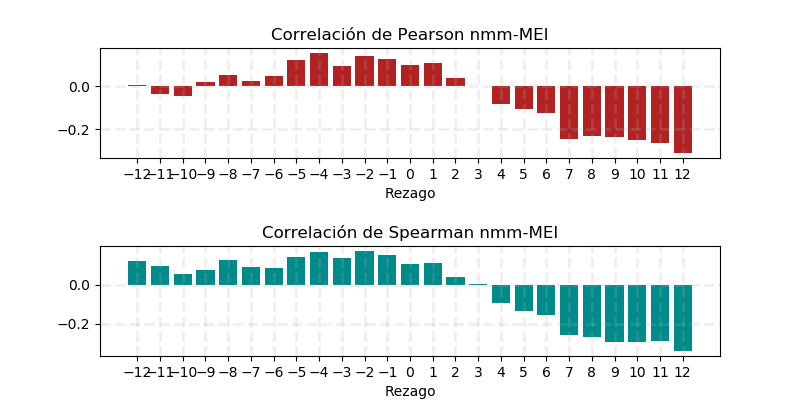 Correlación de Pearson nmm-MEI
0.0
−0.2
−12 −11 −10 −9 −8 −7 −6 −5 −4 −3 −2 −1 0 1 2 3 4 5 6 7 8 9 10 11 12
Rezago
Correlación de Spearman nmm-MEI
0.0
−0.2
−12 −11 −10 −9 −8 −7 −6 −5 −4 −3 −2 −1 0 1 2 3 4 5 6 7 8 9 10 11 12
Rezago